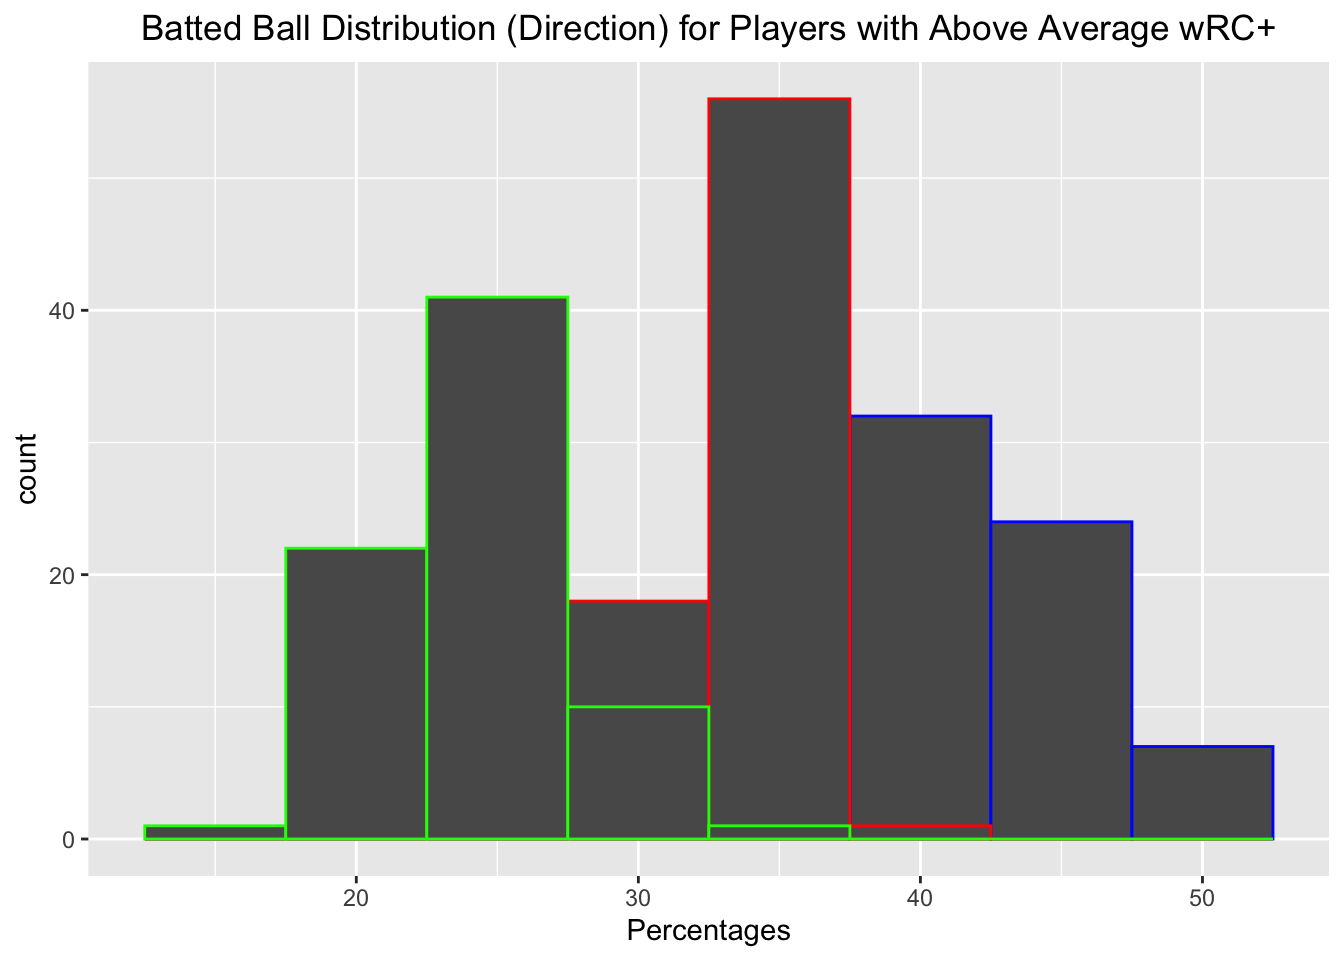 Batted Ball Distribution (Direction) for Players with Above Average wRC+
40
20
0
count
20 30 40 50
Percentages